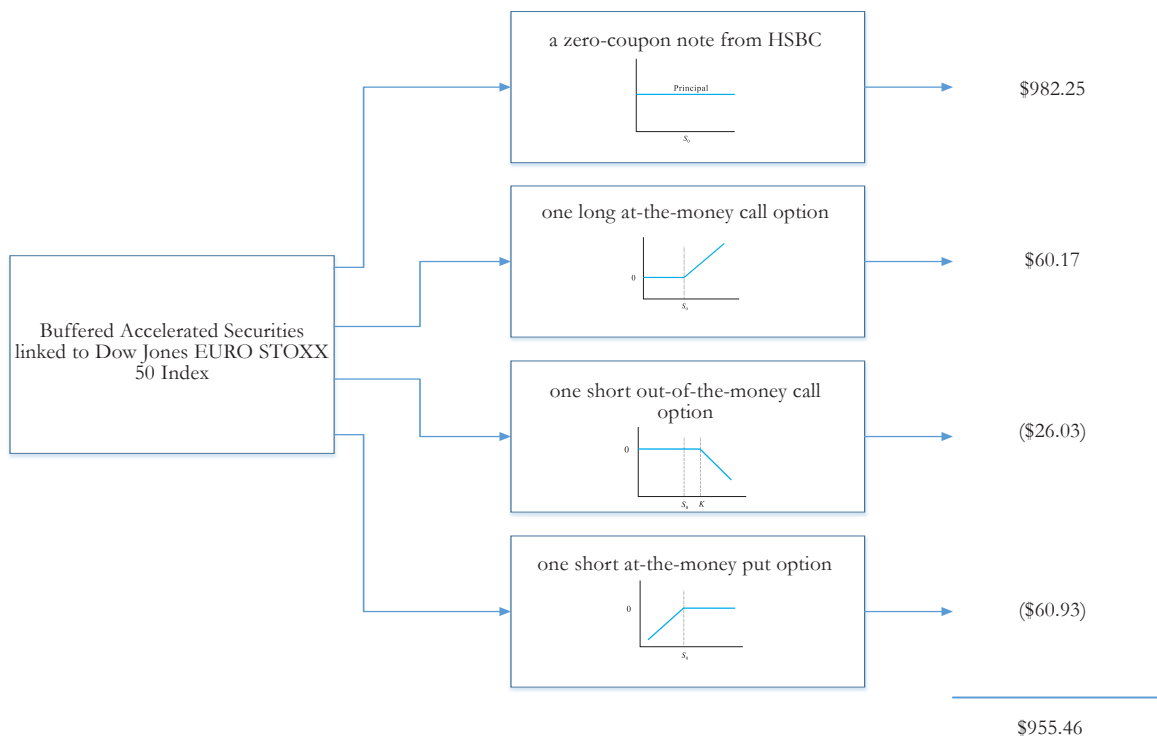 a zero-coupon note from HSBC
Principal
S0
$982.25
one long at-the-money call option
0
S0
$60.17
Buffered Accelerated Securities
linked to Dow Jones EURO STOXX
50 Index
one short out-of-the-money call
option
0
S0 K
($26.03)
one short at-the-money put option
0
S0
($60.93)
$955.46